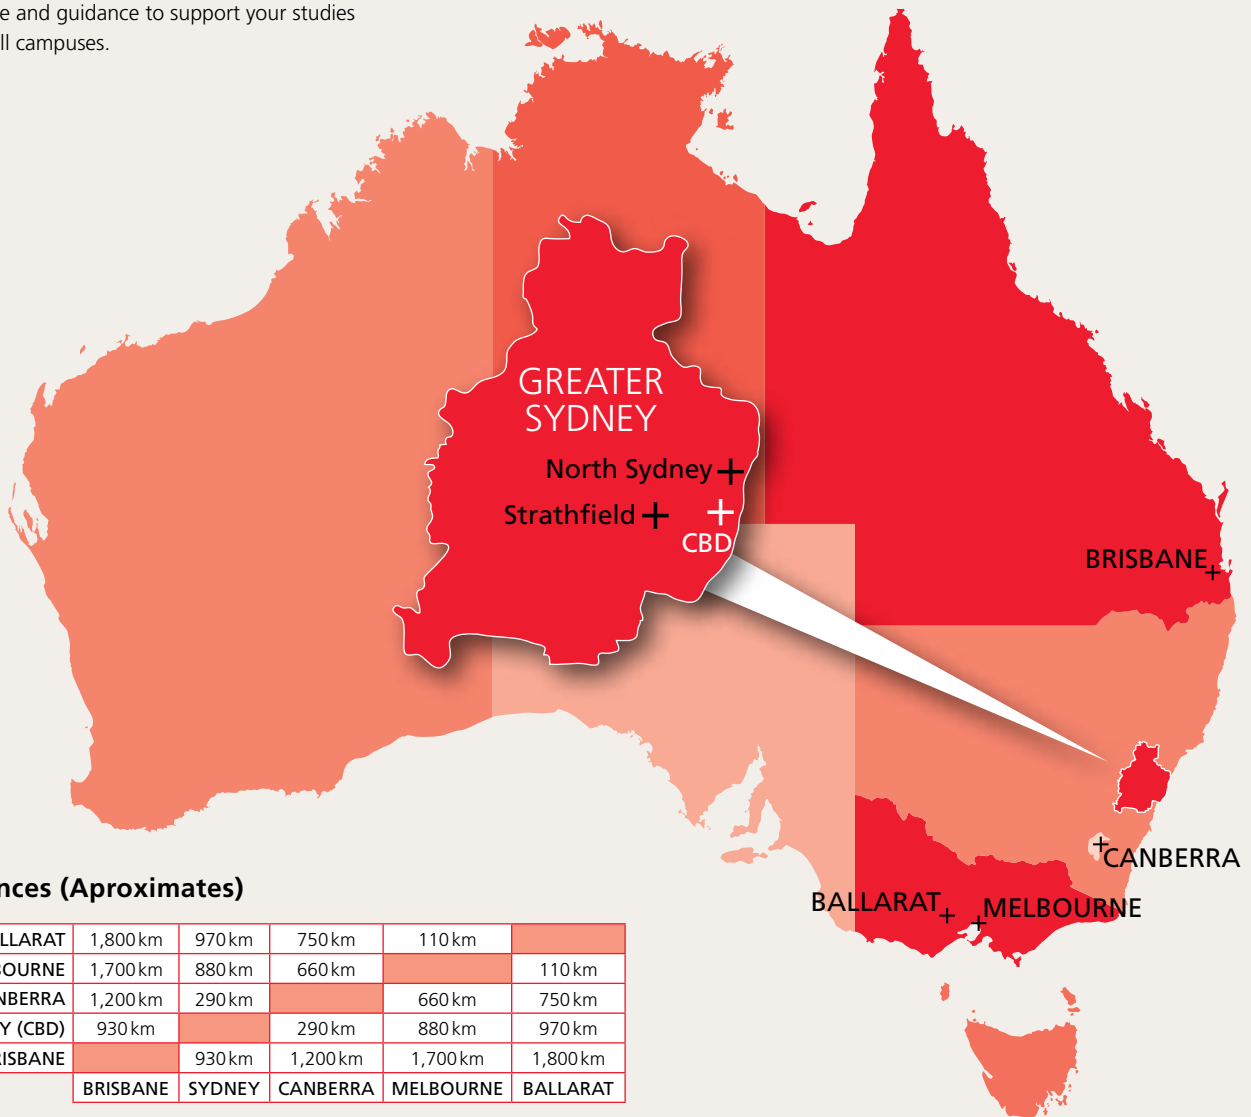 e and guidance to support your studies
ll campuses.
GREATER
SYDNEY
North Sydney
Strathfield
CBD
BRISBANE
CANBERRA
BALLARAT
MELBOURNE
nces (Aproximates)
LLARAT 1,800 km 970 km 750 km 110 km
BOURNE 1,700 km 880 km 660 km 110 km
NBERRA 1,200 km 290 km 660 km 750 km
Y (CBD) 930 km 290 km 880 km 970 km
RISBANE 930 km 1,200 km 1,700 km 1,800 km
BRISBANE SYDNEY CANBERRA MELBOURNE BALLARAT